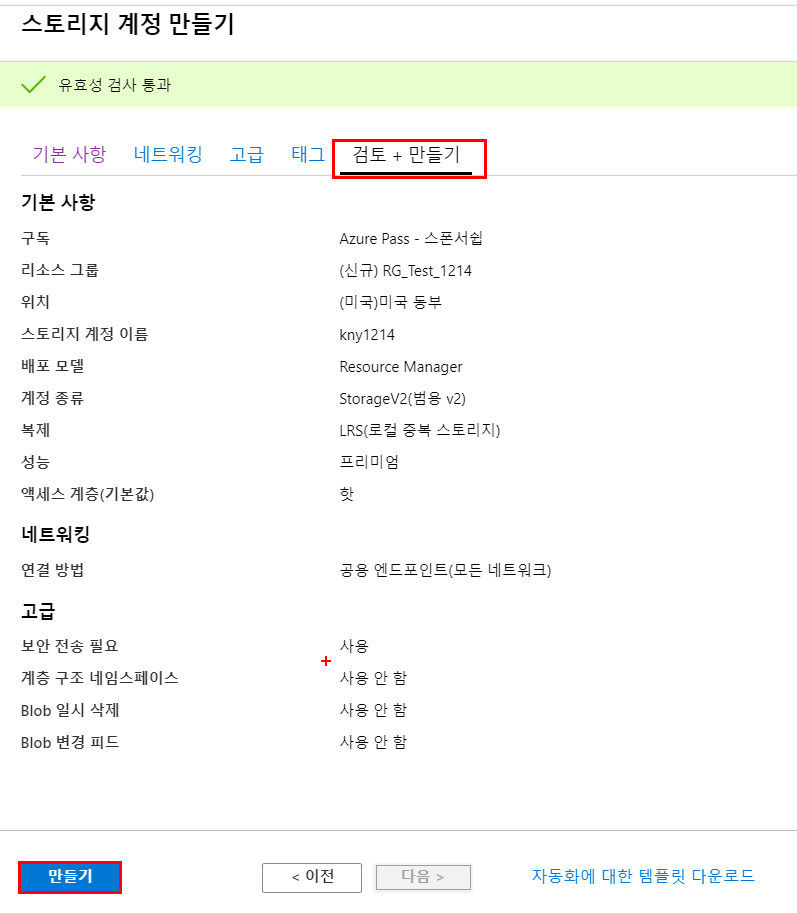 스토리지 계정 만들기
유효성 검사 통과
기본 사항 네트워킹 고급 태그 검토 + 만들기
기본 사항
구독 Azure Pass - 스폰서쉽
리소스 그룹 (신규) RG_Test_1214
위치 (미국)미국 동부
스토리지 계정 이름 kny1214
배포 모델 Resource Manager
계정 종류 StorageV2(범용 v2)
복제 LRS(로컬 중복 스토리지)
성능 프리미엄
액세스 계층(기본값) 핫
네트워킹
연결 방법 공용 엔드포인트(모든 네트워크)
고급
보안 전송 필요 사용
계층 구조 네임스페이스 사용 안 함
Blob 일시 삭제 사용 안 함
Blob 변경 피드 사용 안 함
만들기 < 이전 다음 > 자동화에 대한 템플릿 다운로드